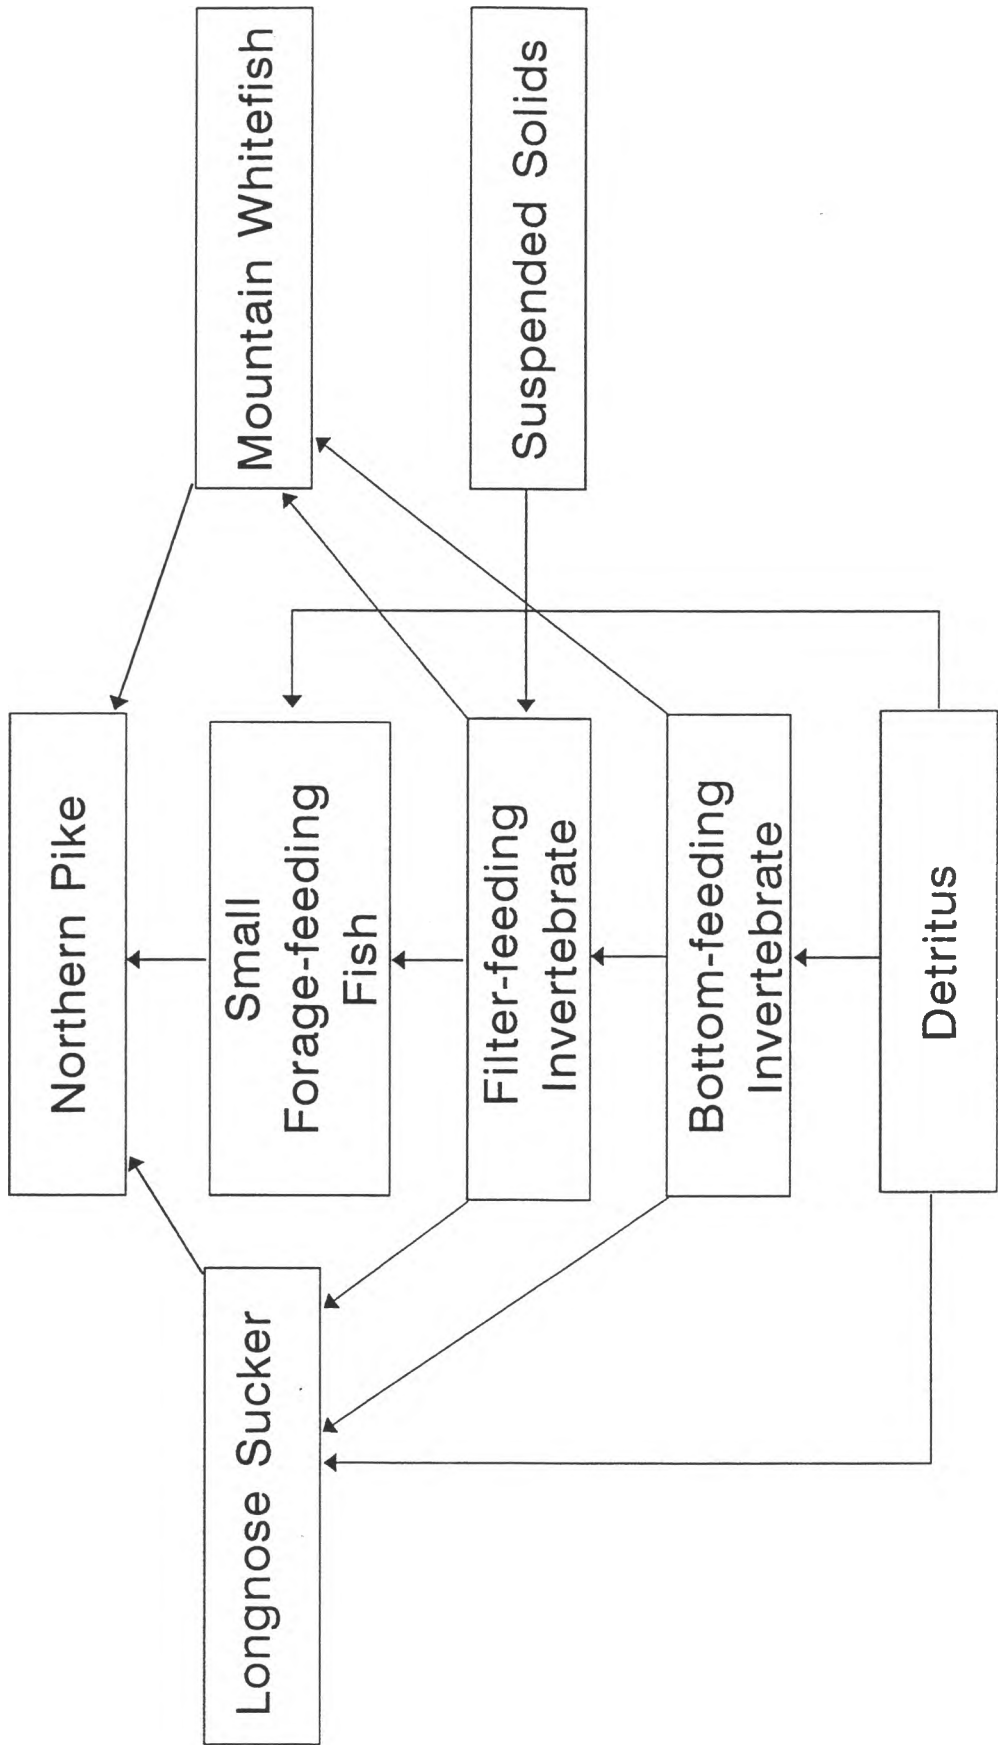 Northern Pike
Longnose Sucker
Small
Forage-feeding
Fish
Mountain Whitefish
Filter-feeding
Invertebrate
Suspended Solids
Bottom-feeding
Invertebrate
Detritus